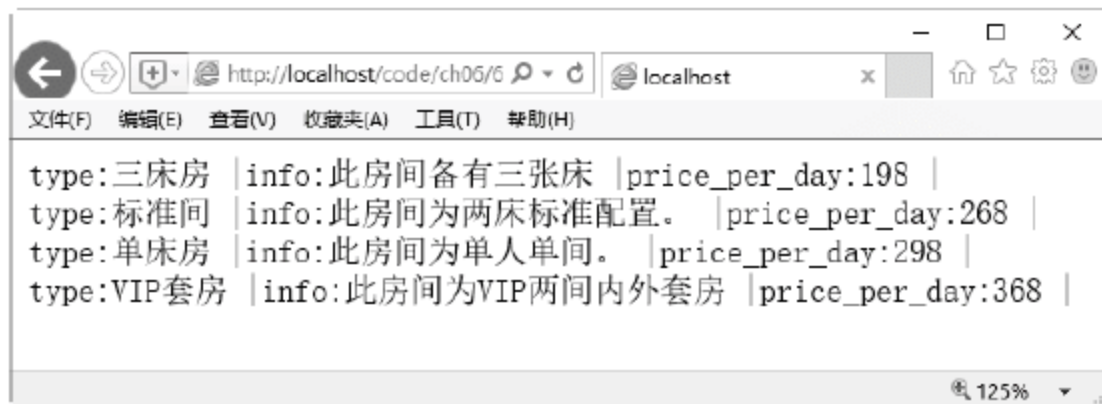 http://localhost/code/ch06/6
localhost
文件(F) 编辑(E) 查看(V) 收藏夹(A) 工具(T) 帮助(H)
type:三床房 |info:此房间备有三张床 |price_per_day:198 |
type:标准间 |info:此房间为两床标准配置。 |price_per_day:268 |
type:单床房 |info:此房间为单人单间。 |price_per_day:298 |
type:VIP套房 |info:此房间为VIP两间内外套房 |price_per_day:368 |
125%